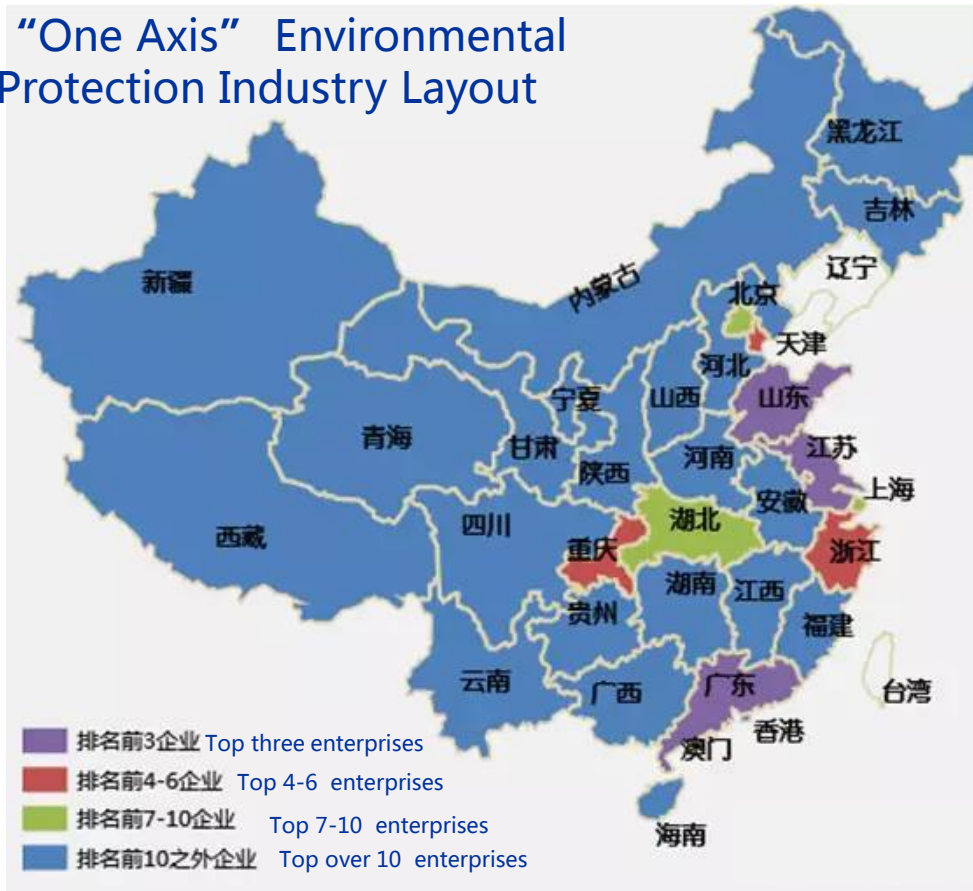 “One Axis” Environmental
Protection Industry Layout
黑龙江
吉林
辽宁
新疆
内蒙古
北京
天津
河北
宁夏
山西
山东
青海
甘肃
陕西
河南
江苏
上海
安徽
西藏
四川
重庆
湖北
浙江
湖南
江西
贵州
福建
云南
广西
广东
台湾
香港
澳门
海南
排名前3企业 Top three enterprises
排名前4-6企业 Top 4-6 enterprises
排名前7-10企业 Top 7-10 enterprises
排名前10之外企业 Top over 10 enterprises